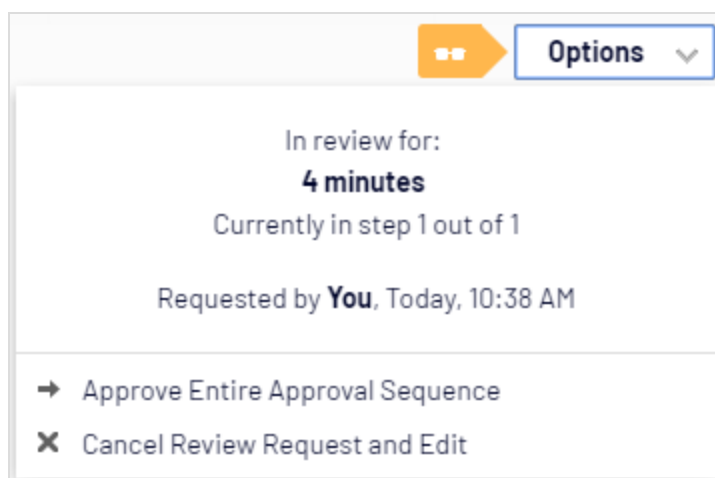 Options
In review for:
4 minutes
Currently in step 1 out of 1
Requested by You, Today, 10:38 AM
Approve Entire Approval Sequence
Cancel Review Request and Edit